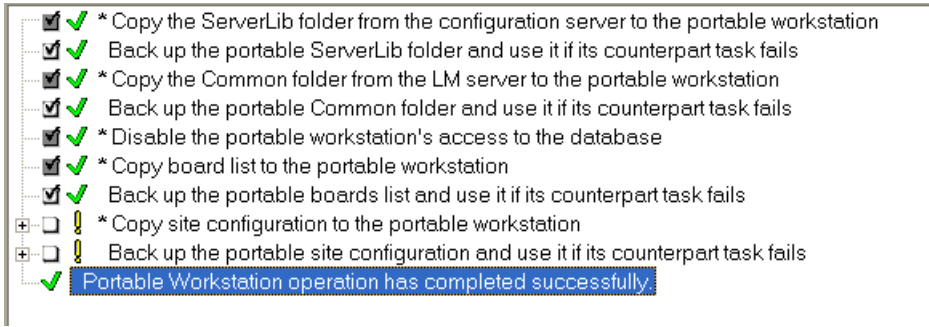 * Copy the ServerLib folder from the configuration server to the portable workstation
Back up the portable ServerLib folder and use it if its counterpart task fails
* Copy the Common folder from the LM server to the portable workstation
Back up the portable Common folder and use it if its counterpart task fails
* Disable the portable workstation's access to the database
* Copy board list to the portable workstation
Back up the portable boards list and use it if its counterpart task fails
* Copy site configuration to the portable workstation
Back up the portable site configuration and use it if its counterpart task fails
Portable Workstation operation has completed successfully.